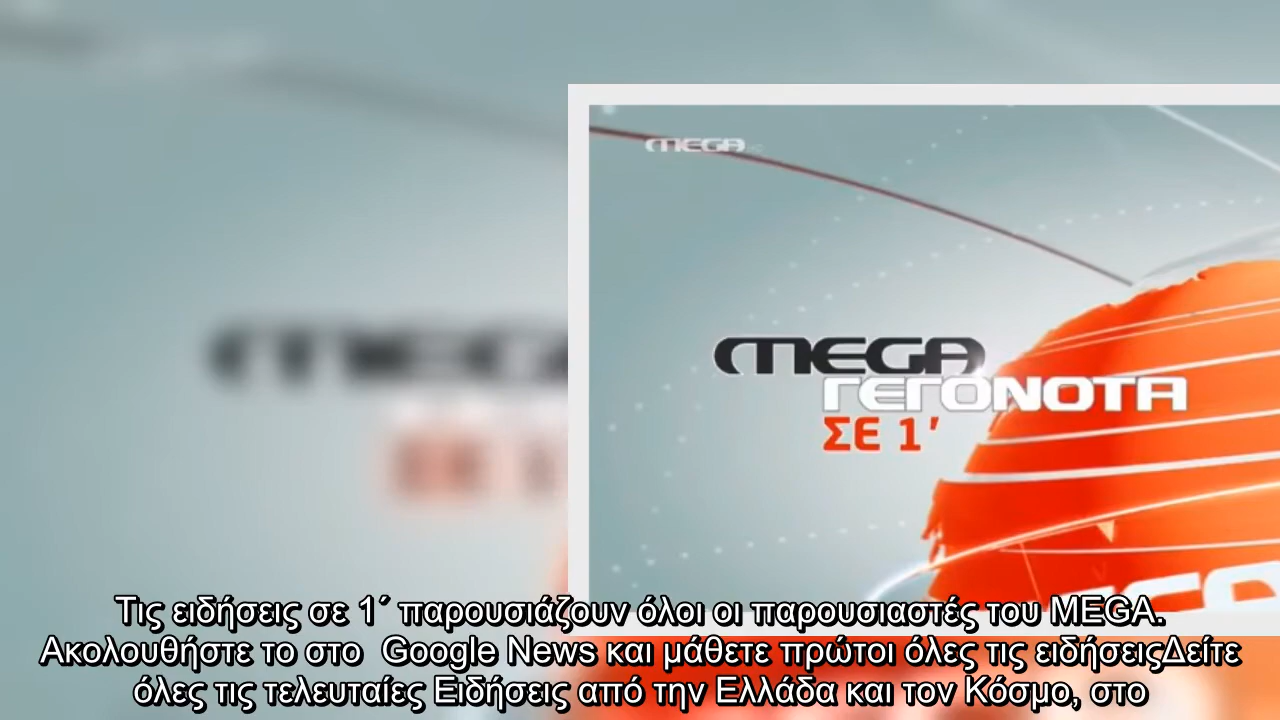 MEGA
MEGA
ΓΕΓΟΝΟΤΑ
ΣΕ 1'
Τις ειδήσεις σε 1΄ παρουσιάζουν όλοι οι παρουσιαστές του MEGA.
Ακολουθήστε το στο  Google News και μάθετε πρώτοι όλες τις ειδήσειςΔείτε
όλες τις τελευταίες Ειδήσεις από την Ελλάδα και τον Κόσμο, στο